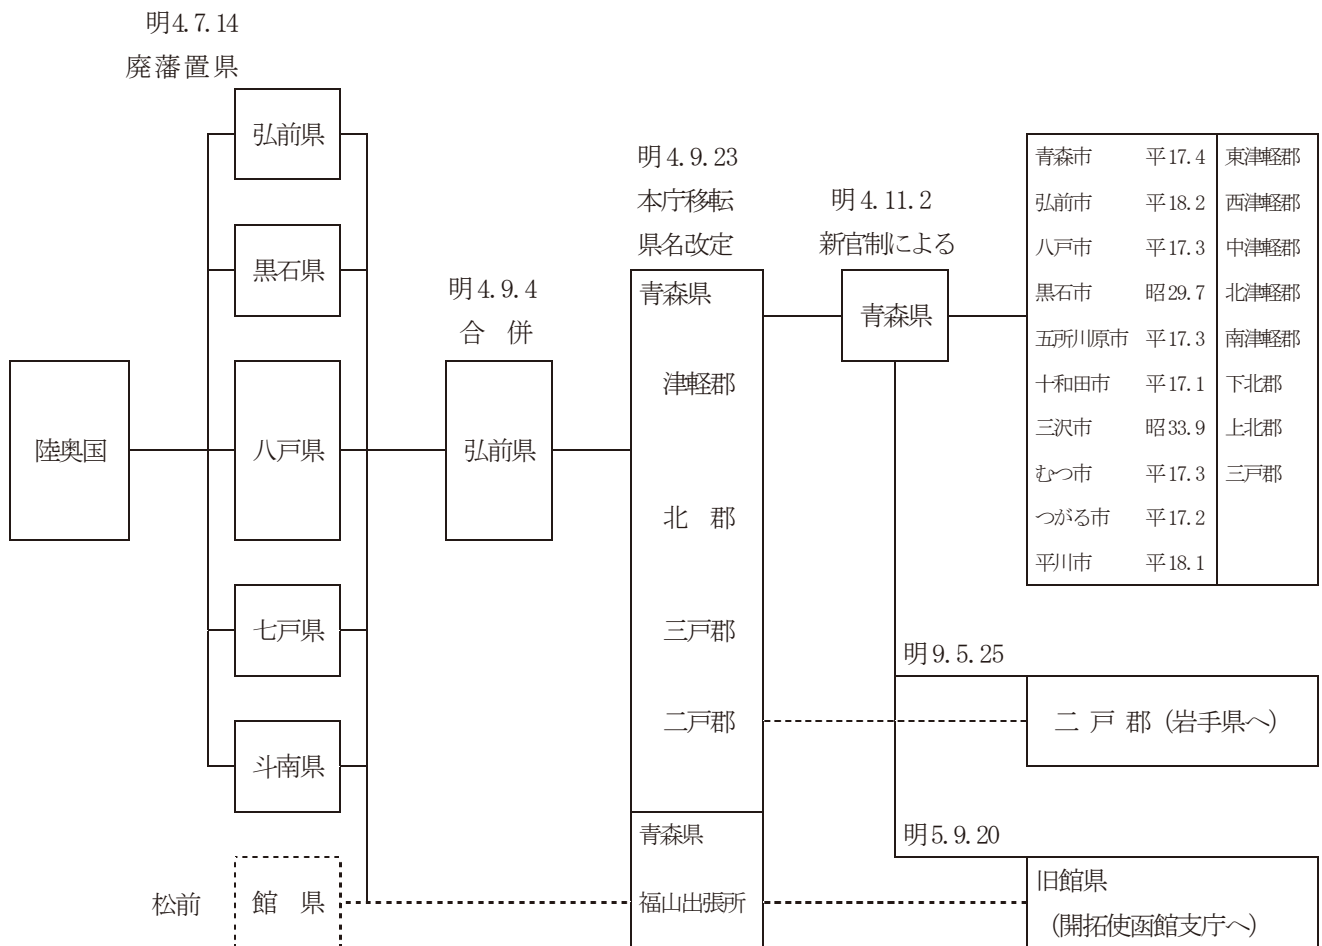 明4.7.14
廃藩置県
弘前県
黒石県
陸奥国
八戸県
七戸県
斗南県
松前
館 県
明4.9.4
合 併
弘前県
明4.9.23
本庁移転
県名改定
青森県
津軽郡
北 郡
三戸郡
二戸郡
青森県
福山出張所
明4.11.2
新官制による
青森県
青森市 平17.4 東津軽郡
弘前市 平18.2 西津軽郡
八戸市 平17.3 中津軽郡
黒石市 昭29.7 北津軽郡
五所川原市 平17.3 南津軽郡
十和田市 平17.1 下北郡
三沢市 昭33.9 上北郡
むつ市 平17.3 三戸郡
つがる市 平17.2
平川市 平18.1
明9.5.25
二 戸 郡 (岩手県へ)
明5.9.20
旧館県
(開拓使函館支庁へ)